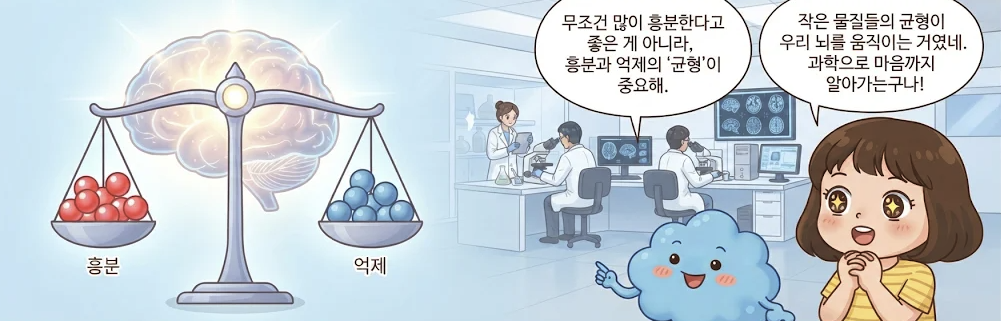 흥분
억제
무조건 많이 흥분한다고
좋은 게 아니라,
흥분과 억제의 '균형'이
중요해.
작은 물질들의 균형이
우리 뇌를 움직이는 거였네.
과학으로 마음까지
알아가는구나!